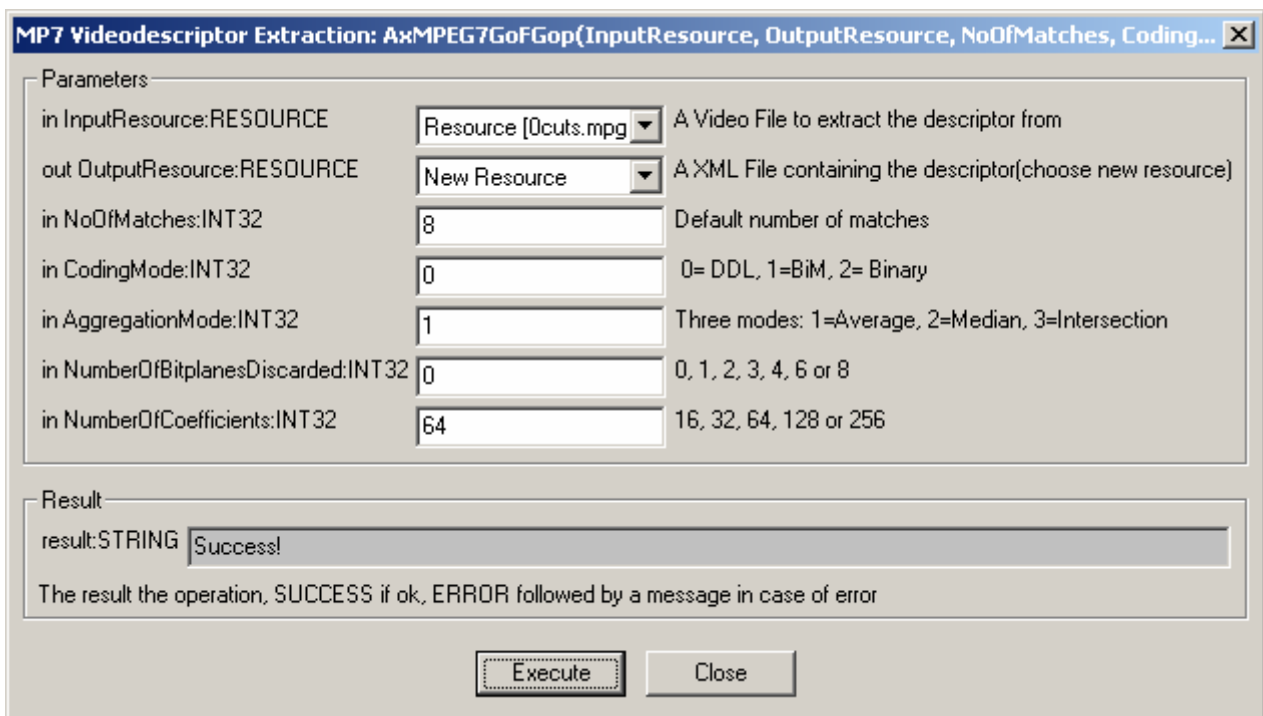 MP7 Videodescriptor Extraction: AxMPEG7GoFGop(InputResource, OutputResource, NoOfMatches, Coding...
Parameters
in InputResource:RESOURCE Resource [0cuts.mpg A Video File to extract the descriptor from
out OutputResource:RESOURCE New Resource A XML File containing the descriptor(choose new resource)
in NoOfMatches:INT32 8 Default number of matches
in CodingMode:INT32 0 0= DDL, 1=BiM, 2= Binary
in AggregationMode:INT32 1 Three modes: 1=Average, 2=Median, 3=Intersection
in NumberOfBitplanesDiscarded:INT32 0 0, 1, 2, 3, 4, 6 or 8
in NumberOfCoefficients:INT32 64 16, 32, 64, 128 or 256
Result
result:STRING Success!
The result the operation, SUCCESS if ok, ERROR followed by a message in case of error
Execute Close